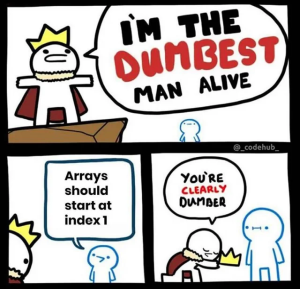 I'M THE
DUMBEST
MAN ALIVE
@_codehub_
Arrays
should
start at
index 1
YOU'RE
CLEARLY
DUMBER